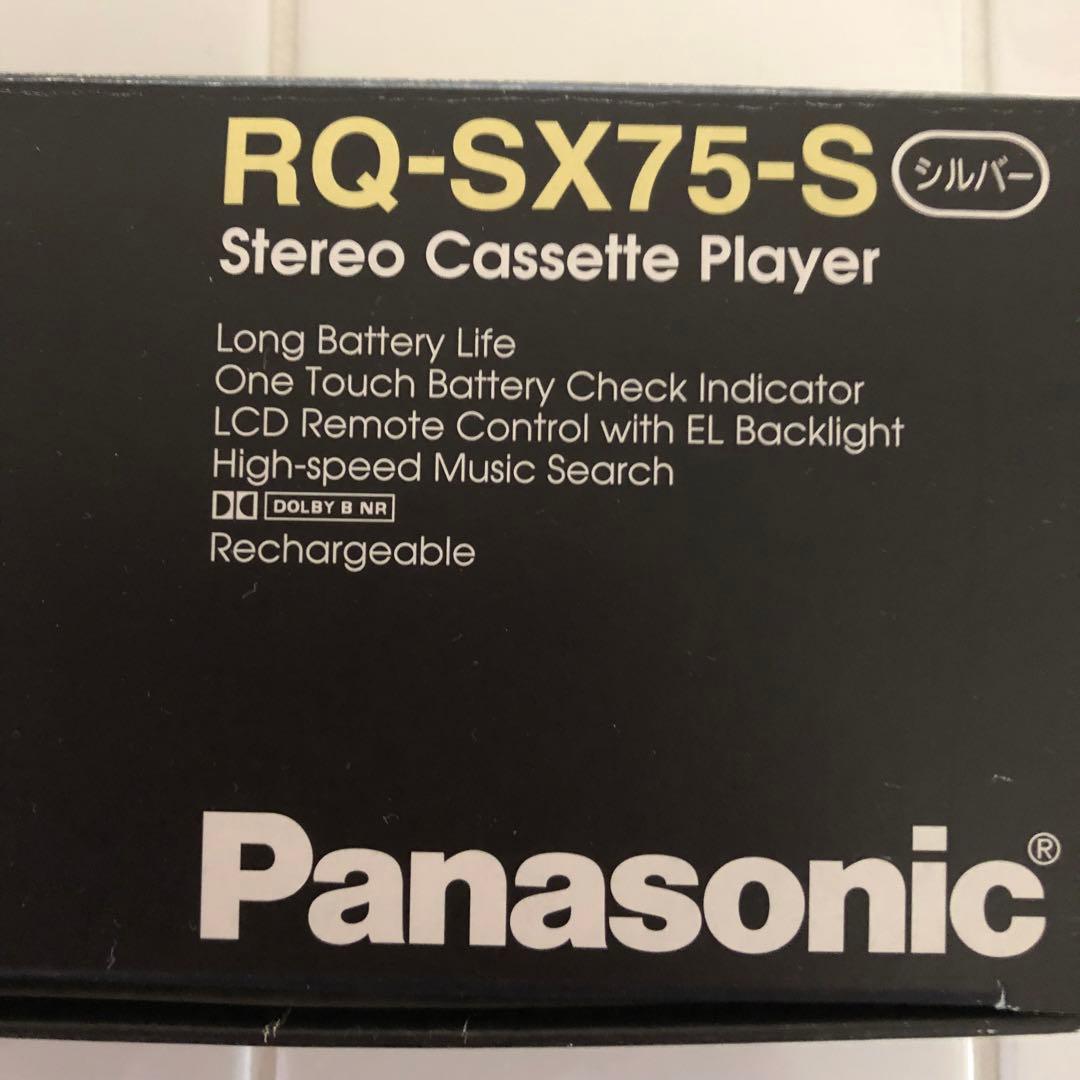 RQ-SX75-S シルバー
Stereo Cassette Player
Long Battery Life
One Touch Battery Check Indicator
LCD Remote Control with EL Backlight
High-speed Music Search
DOLBY B NR
Rechargeable
Panasonic®